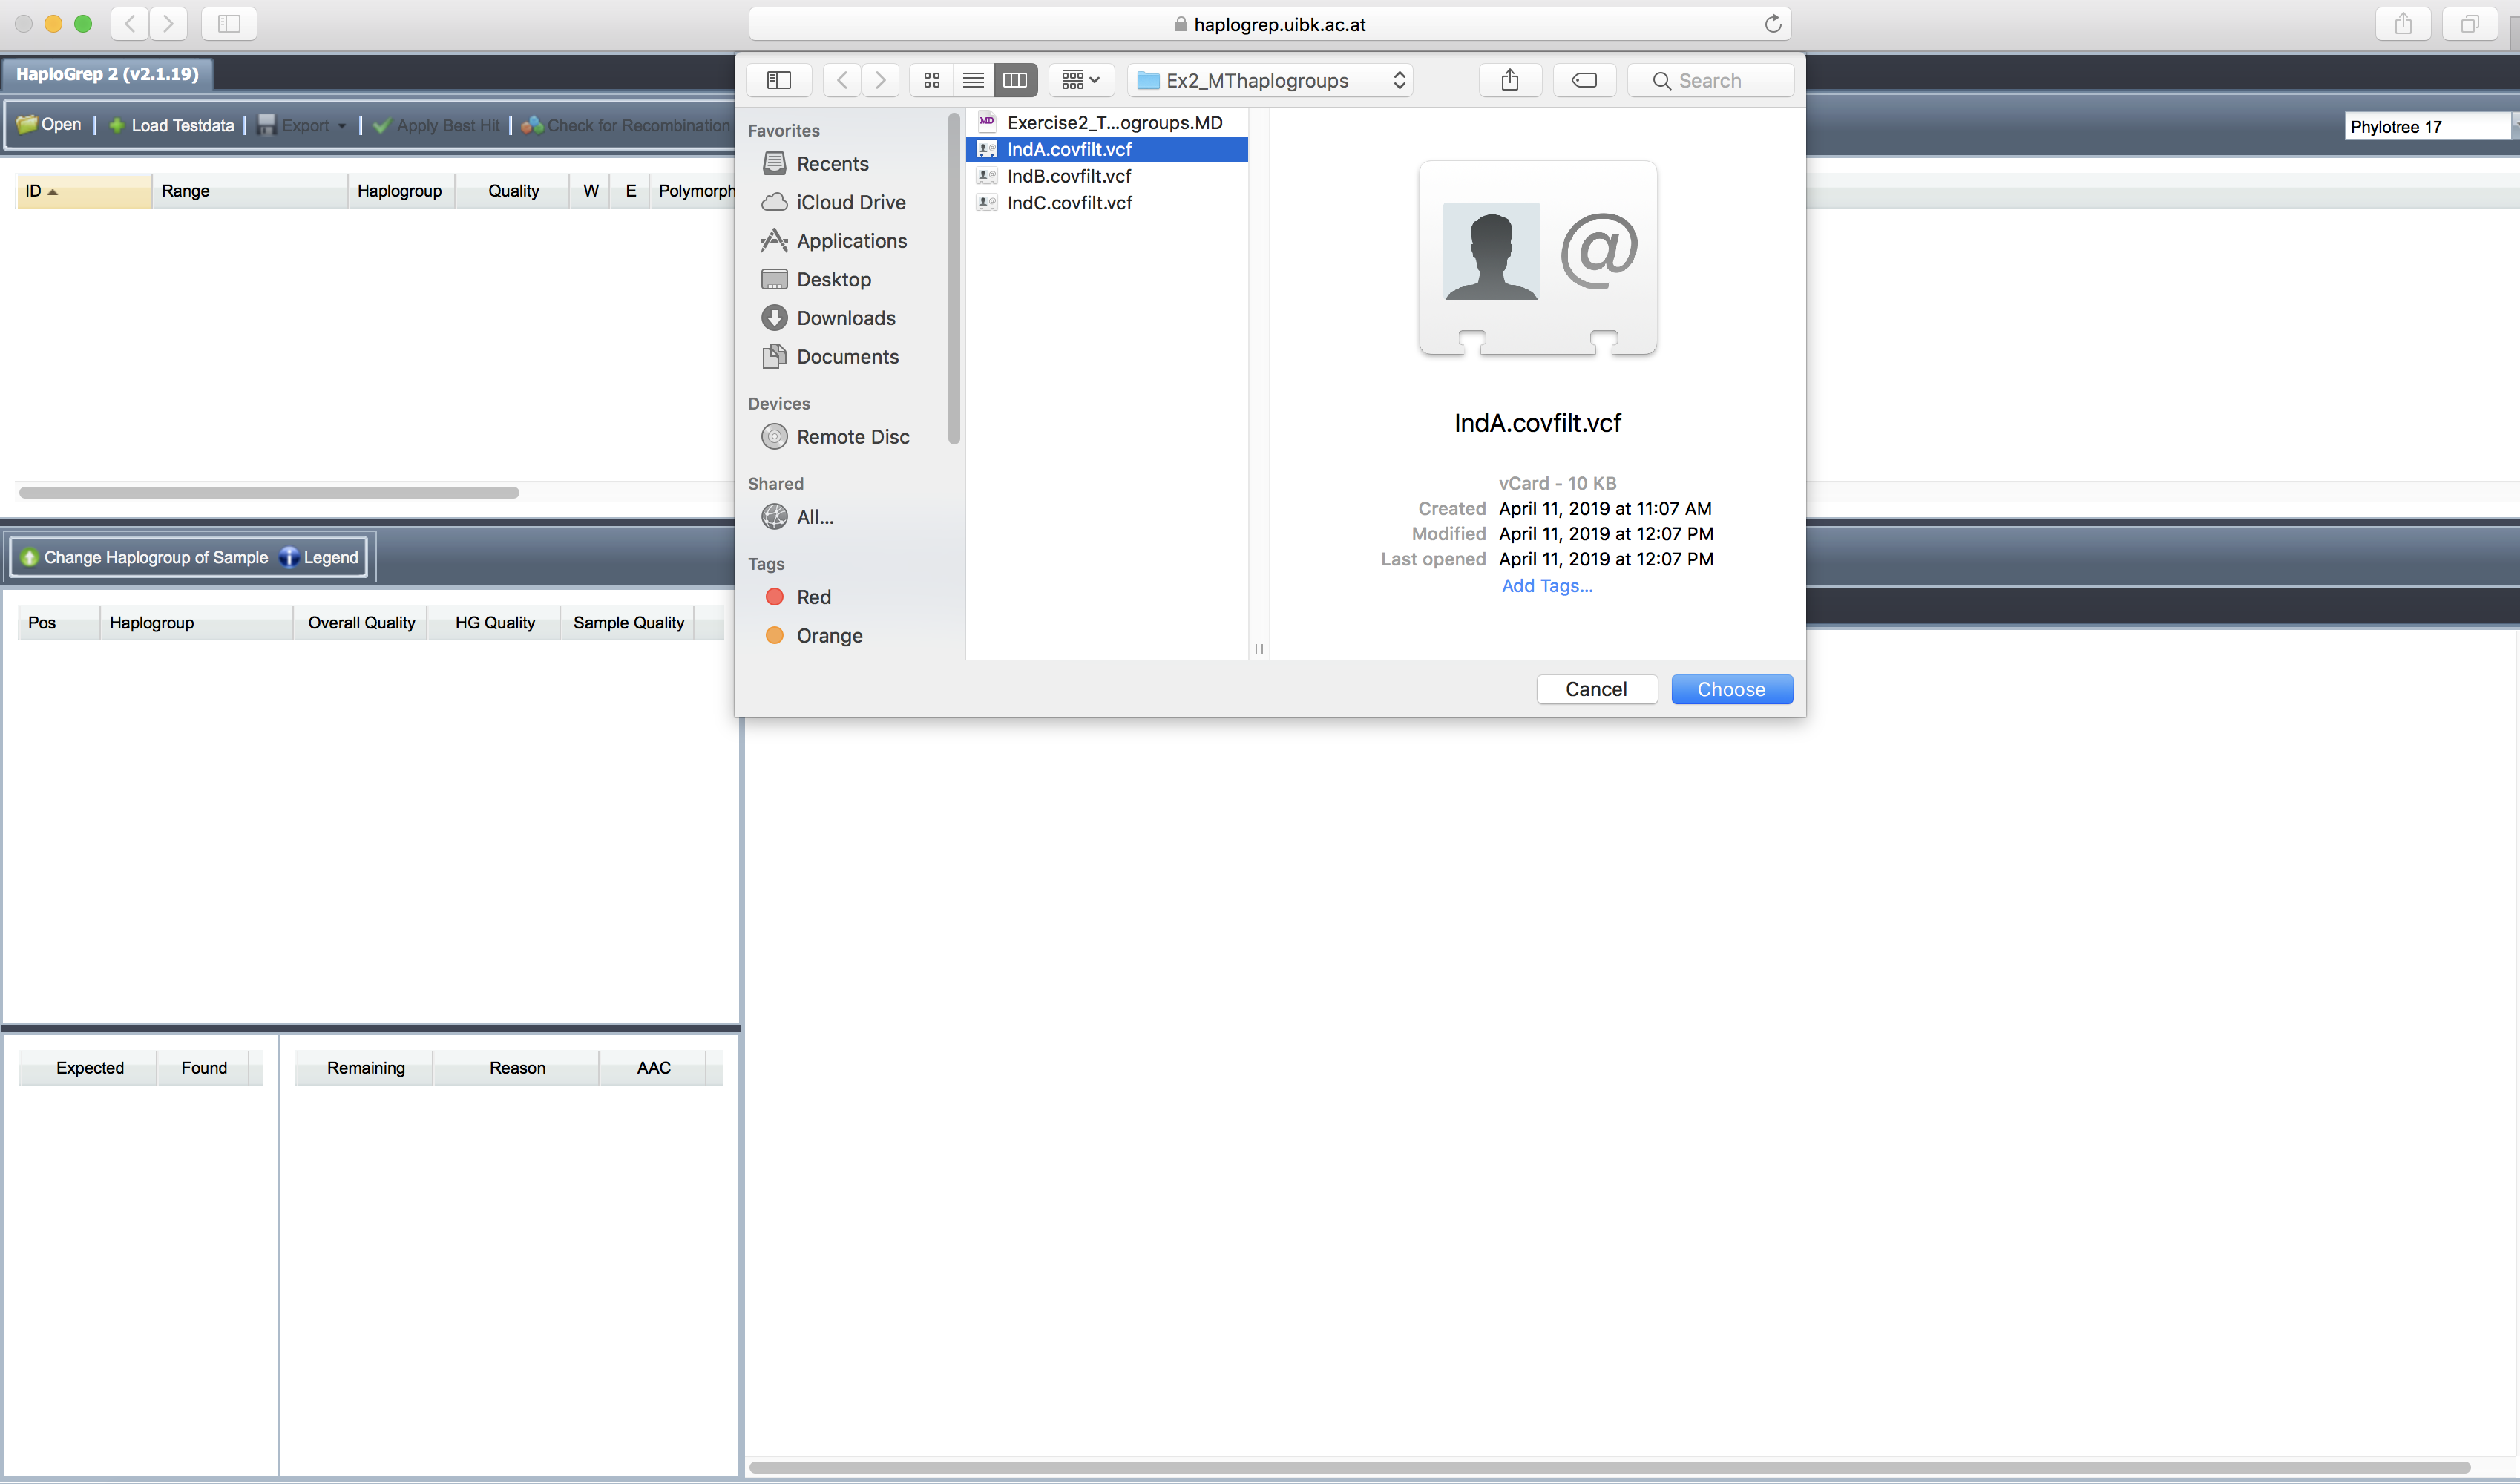 haplogrep.uibk.ac.at
HaploGrep 2 (v2.1.19)
Open
Load Testdata
Export
Apply Best Hit
Check for Recombination
Phylotree 17
ID
Range
Haplogroup
Quality
W
E
Polymorph
Ex2_MThaplogroups
Search
Favorites
Recents
iCloud Drive
Applications
Desktop
Downloads
Documents
Devices
Remote Disc
Shared
All...
Tags
Red
Orange
MD
Exercise2_T...ogroups.MD
IndA.covfilt.vcf
IndB.covfilt.vcf
IndC.covfilt.vcf
@
IndA.covfilt.vcf
vCard - 10 KB
Created April 11, 2019 at 11:07 AM
Modified April 11, 2019 at 12:07 PM
Last opened April 11, 2019 at 12:07 PM
Add Tags...
Cancel
Choose
Change Haplogroup of Sample
Legend
Pos
Haplogroup
Overall Quality
HG Quality
Sample Quality
Expected
Found
Remaining
Reason
AAC